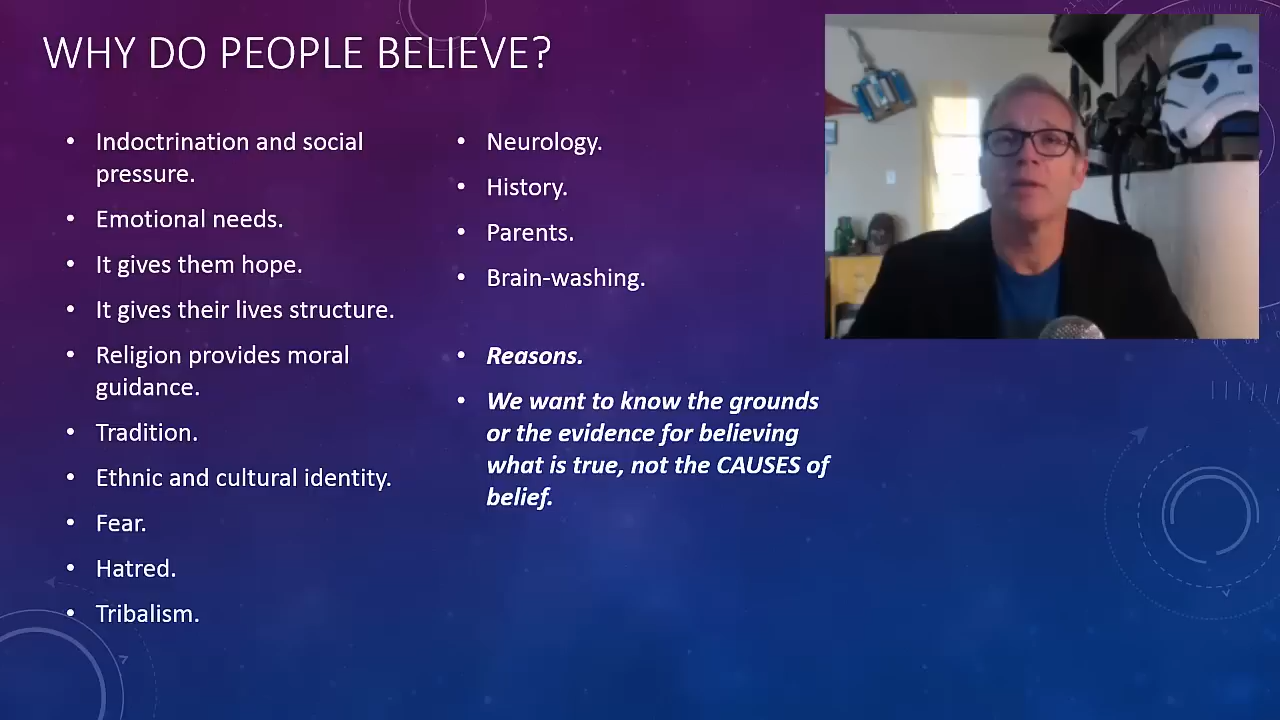 WHY DO PEOPLE BELIEVE?
• Indoctrination and social
pressure.
• Emotional needs.
• It gives them hope.
• It gives their lives structure.
• Religion provides moral
guidance.
• Tradition.
• Ethnic and cultural identity.
• Fear.
• Hatred.
• Tribalism.
• Neurology.
• History.
• Parents.
• Brain-washing.
• Reasons.
• We want to know the grounds
or the evidence for believing
what is true, not the CAUSES of
belief.